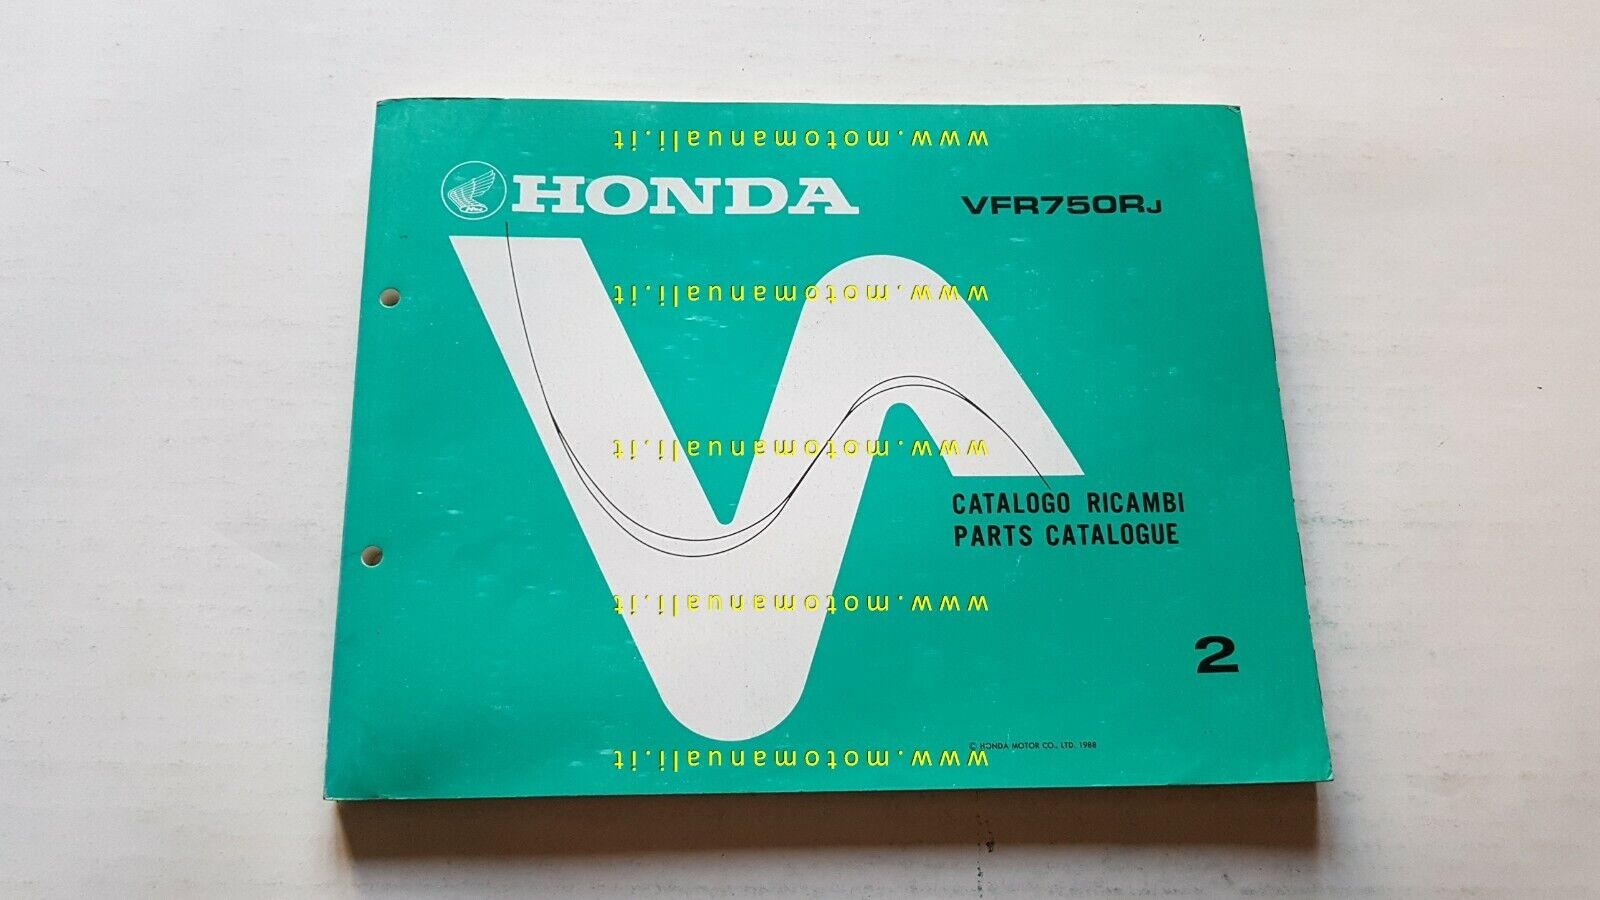 www.motomanuali.it
HONDA
VFR750RJ
www.motomanuali.it
www.motomanuali.it
CATALOGO RICAMBI
PARTS CATALOGUE
www.motomanuali.it
2
© HONDA MOTOR CO., LTD. 1988
www.motomanuali.it